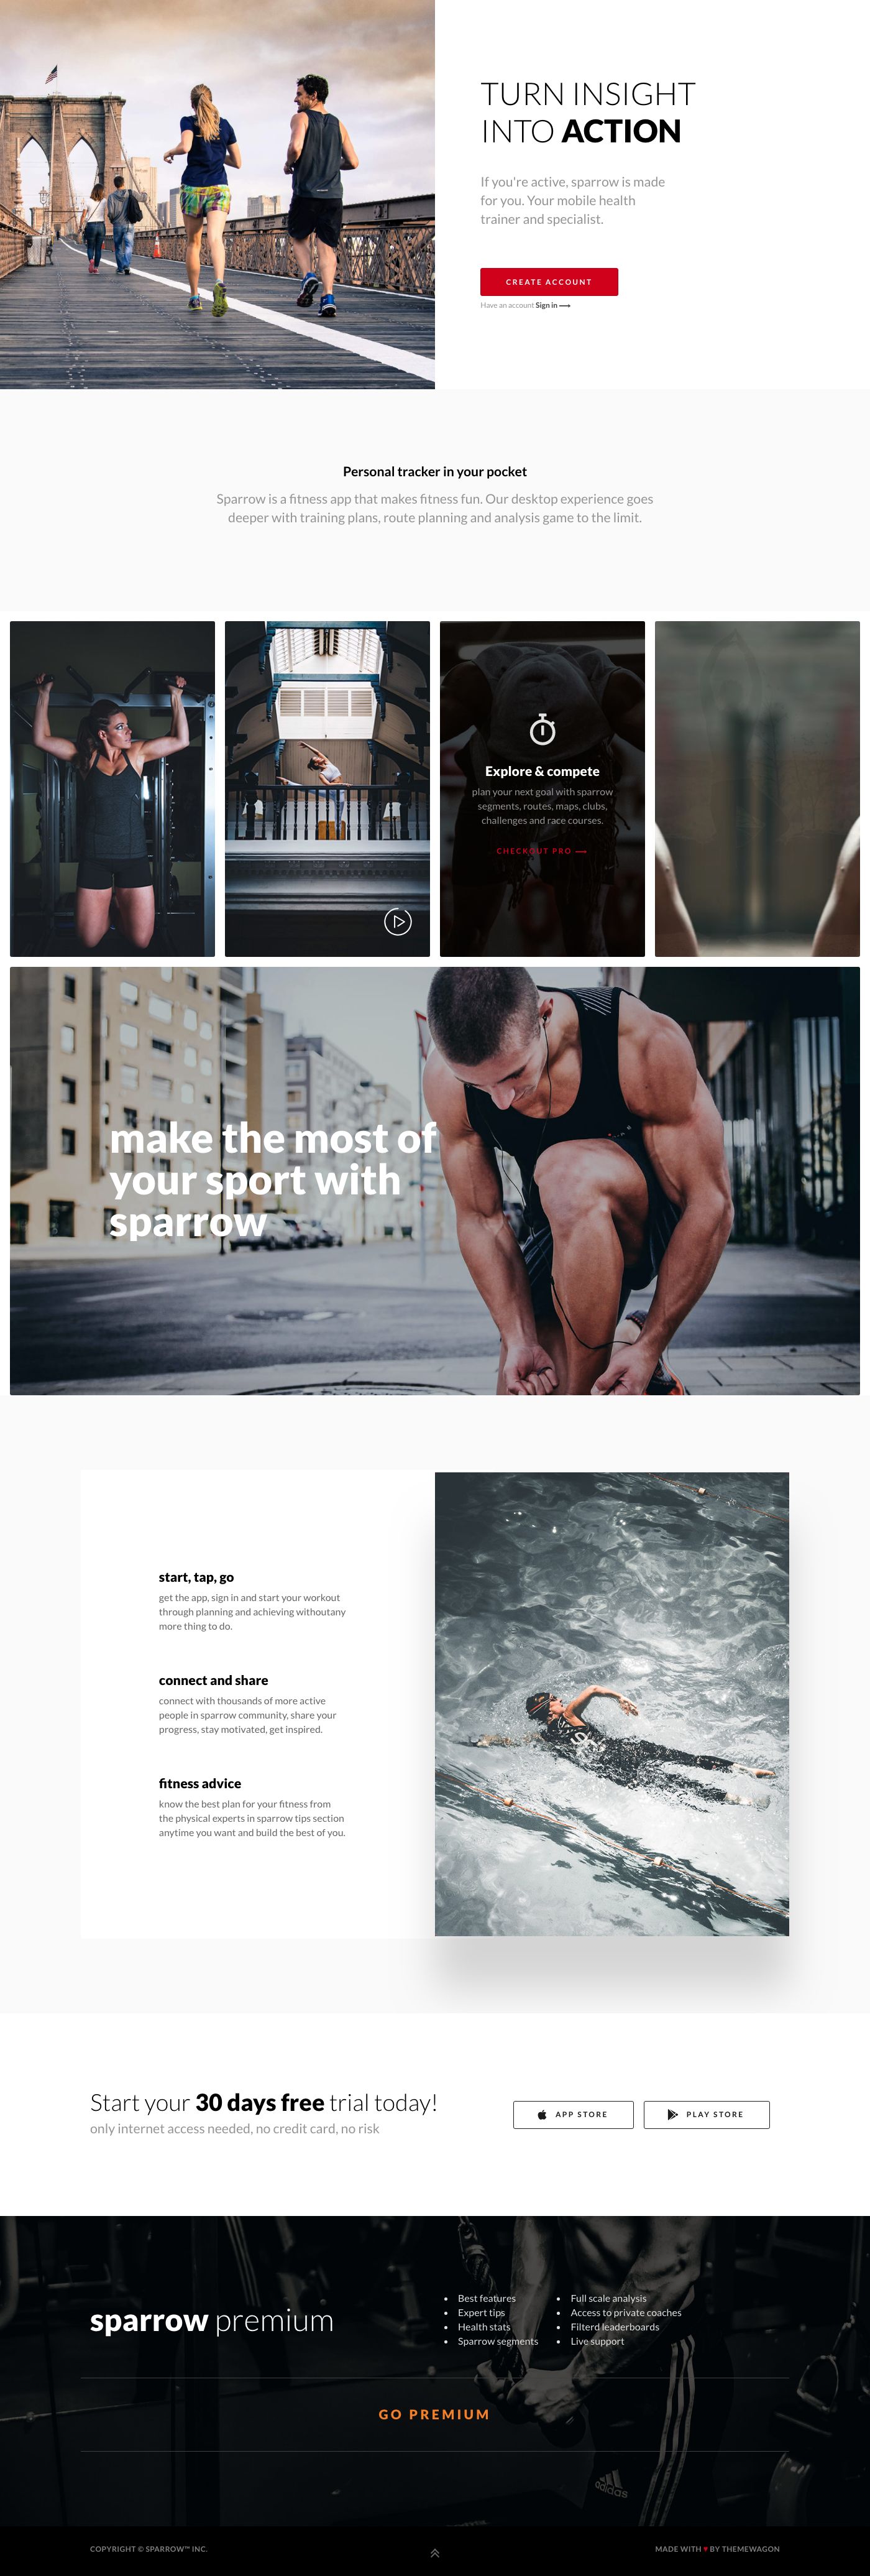 TURN INSIGHT
INTO ACTION
If you're active, sparrow is made
for you. Your mobile health
trainer and specialist.
CREATE ACCOUNT
Have an account Sign in ⟶
Personal tracker in your pocket
Sparrow is a fitness app that makes fitness fun. Our desktop experience goes
deeper with training plans, route planning and analysis game to the limit.
Explore & compete
plan your next goal with sparrow
segments, routes, maps, clubs,
challenges and race courses.
CHECKOUT PRO ⟶
make the most of
your sport with
sparrow
start, tap, go
get the app, sign in and start your workout
through planning and achieving withoutany
more thing to do.
connect and share
connect with thousands of more active
people in sparrow community, share your
progress, stay motivated, get inspired.
fitness advice
know the best plan for your fitness from
the physical experts in sparrow tips section
anytime you want and build the best of you.
Start your 30 days free trial today!
only internet access needed, no credit card, no risk
APP STORE
PLAY STORE
sparrow premium
• Best features
• Expert tips
• Health stats
• Sparrow segments
• Full scale analysis
• Access to private coaches
• Filterd leaderboards
• Live support
GO PREMIUM
adidas
COPYRIGHT © SPARROW™ INC.
MADE WITH ♥ BY THEMEWAGON